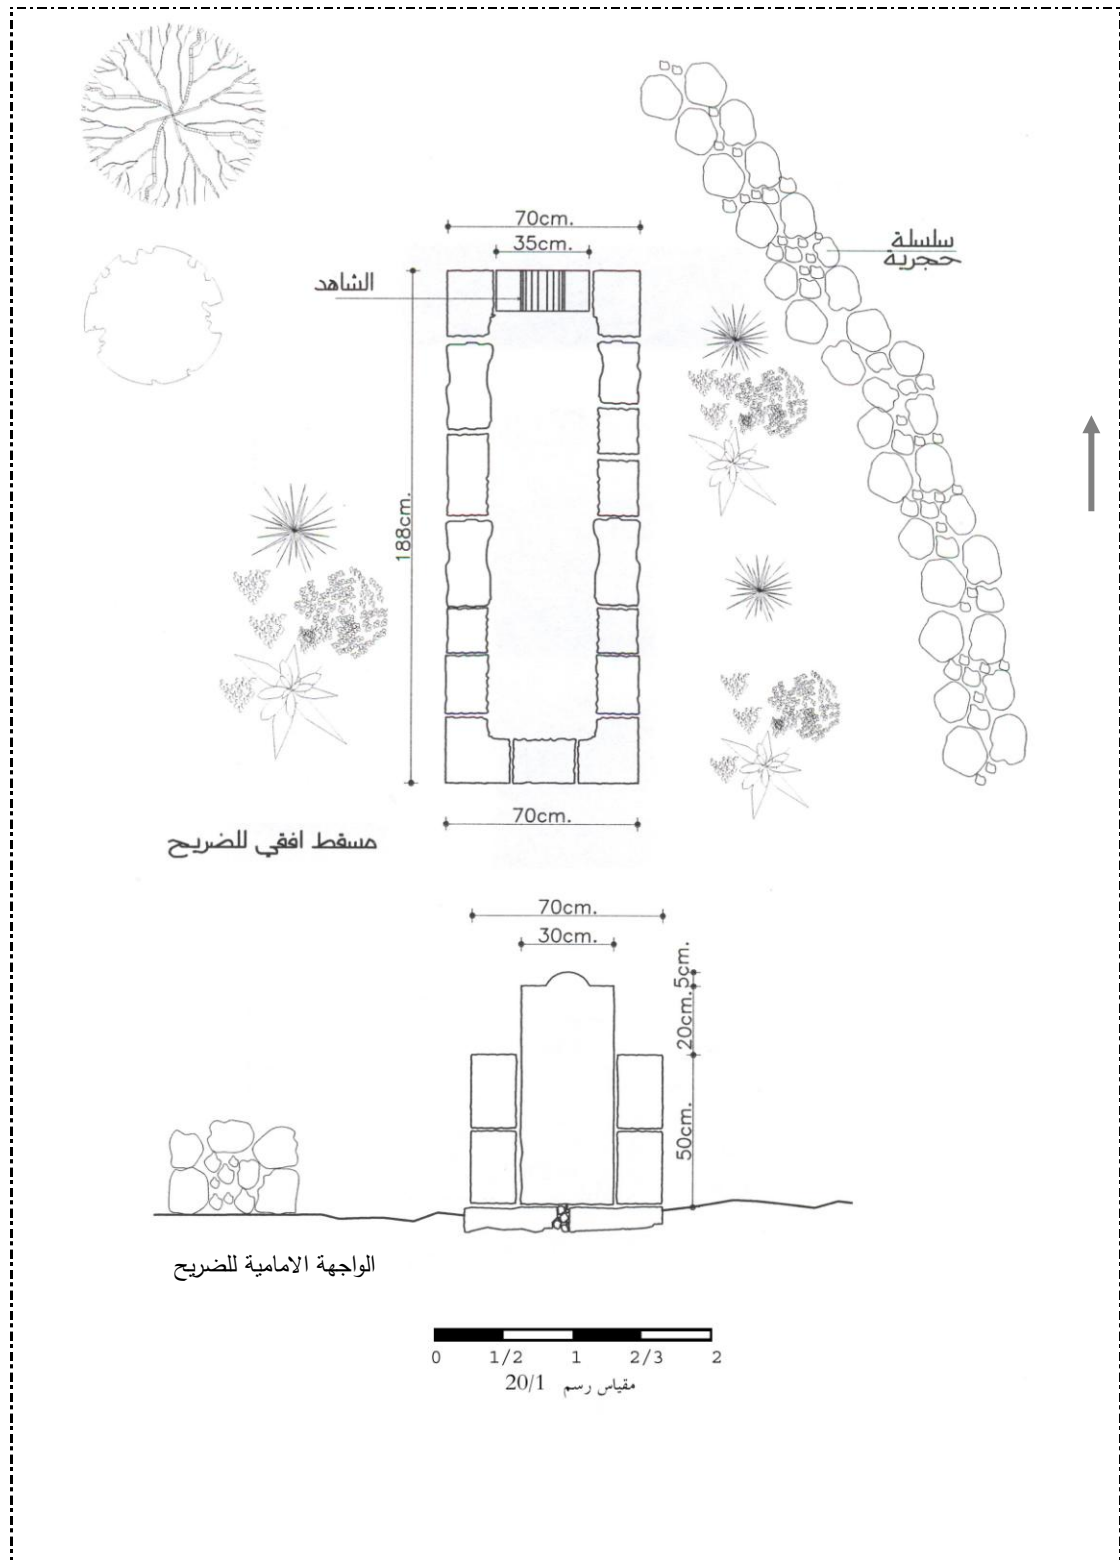 70cm.
35cm.
سلسلة
حجرية
الشاهد
188cm.
70cm.
مسقط افقي للضريح
70cm.
30cm.
5cm.
20cm.
50cm.
الواجهة الامامية للضريح
0 1/2 1 2/3 2
مقياس رسم 20/1